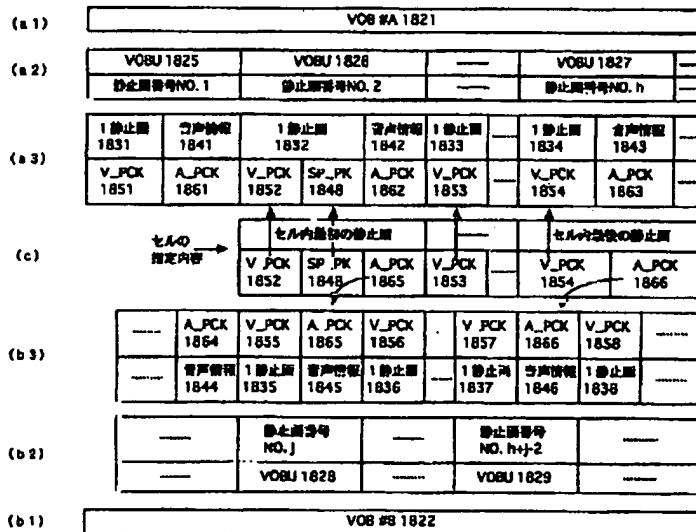 (a1) VOB #A 1821
(a2) VOBU 1825 VOBU 1826 VOBU 1827
静止画番号NO. 1 静止画番号NO. 2 静止画番号NO. h
(a3) 1静止画 1831 音声情報 1841 1静止画 1832 音声情報 1842 1静止画 1833 1静止画 1834 音声情報 1843
V_PCK 1851 A_PCK 1861 V_PCK 1852 SP_PK 1848 A_PCK 1862 V_PCK 1853 V_PCK 1854 A_PCK 1863
(c) セルの指定内容 セル内最初の静止画 セル内最後の静止画
V_PCK 1852 SP_PK 1848 A_PCK 1865 V_PCK 1853 V_PCK 1854 A_PCK 1866
(b3) A_PCK 1864 V_PCK 1855 A_PCK 1865 V_PCK 1856 V_PCK 1857 A_PCK 1866 V_PCK 1858
音声情報 1844 1静止画 1835 音声情報 1845 1静止画 1836 1静止画 1837 音声情報 1846 1静止画 1838
(b2) 静止画番号 NO. j 静止画番号 NO. h+j-2
VOBU 1828 VOBU 1829
(b1) VOB #B 1822